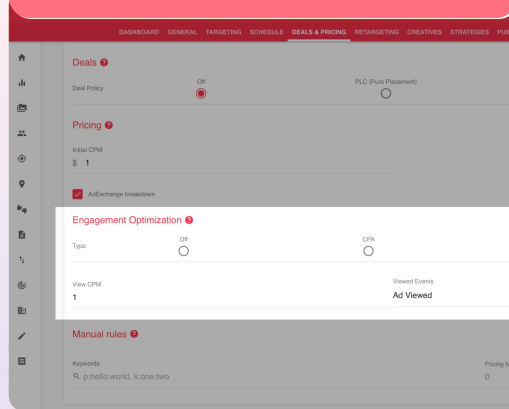 DASHBOARD GENERAL TARGETING SCHEDULE DEALS & PRICING RETARGETING CREATIVES STRATEGIES
Deals
Deal Policy
Off
PLC (Pure Placement)
Pricing
Initial CPM
$ 1
AdExchange breakdown
Engagement Optimization
Type
Off
CPA
View CPM
Viewed Events
1
Ad Viewed
Manual rules
Keywords
Pricing
p:hello:world, k:one:two
0